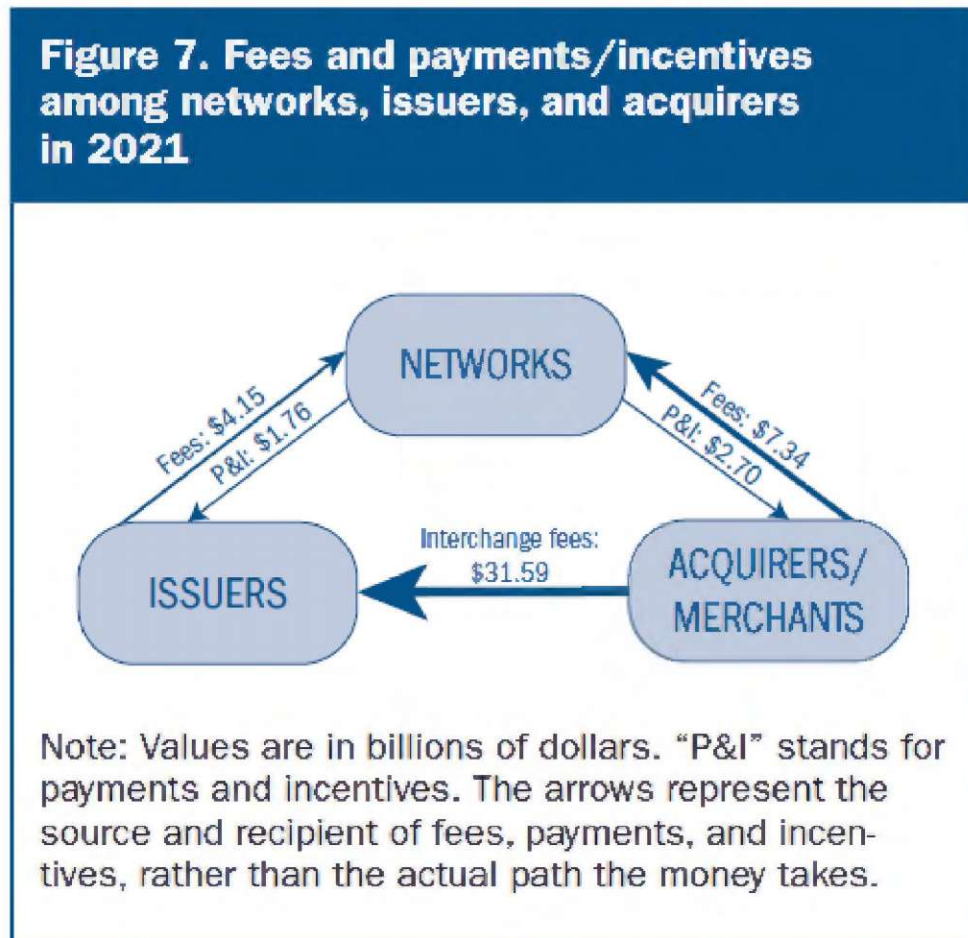 Figure 7. Fees and payments/incentives
among networks, issuers, and acquirers
in 2021
NETWORKS
Fees: $4.15
P&I: $1.76
Fees: $7.34
P&I: $2.70
Interchange fees:
$31.59
ISSUERS
ACQUIRERS/
MERCHANTS
Note: Values are in billions of dollars. “P&I” stands for
payments and incentives. The arrows represent the
source and recipient of fees, payments, and incen-
tives, rather than the actual path the money takes.